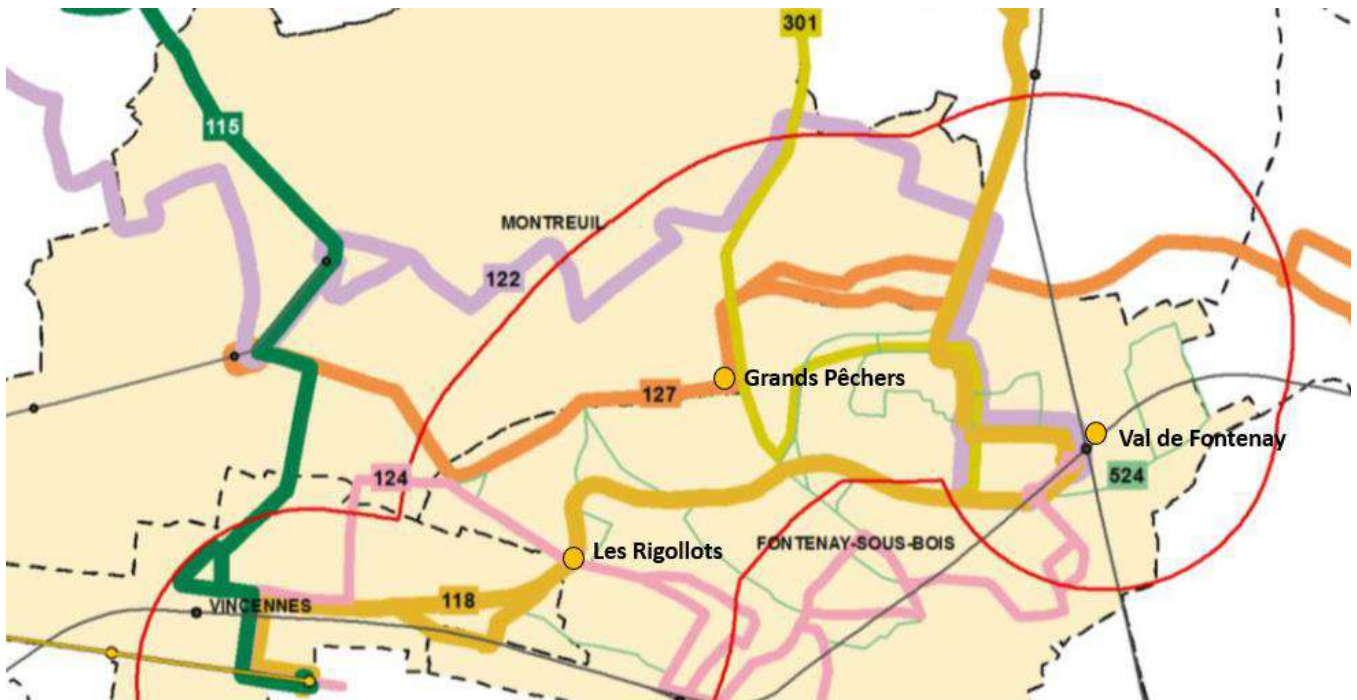 301
115
MONTREUIL
122
Grands Pêchers
127
Val de Fontenay
124
524
Les Rigollots
FONTENAY-SOUS-BOIS
118
VINCENNES